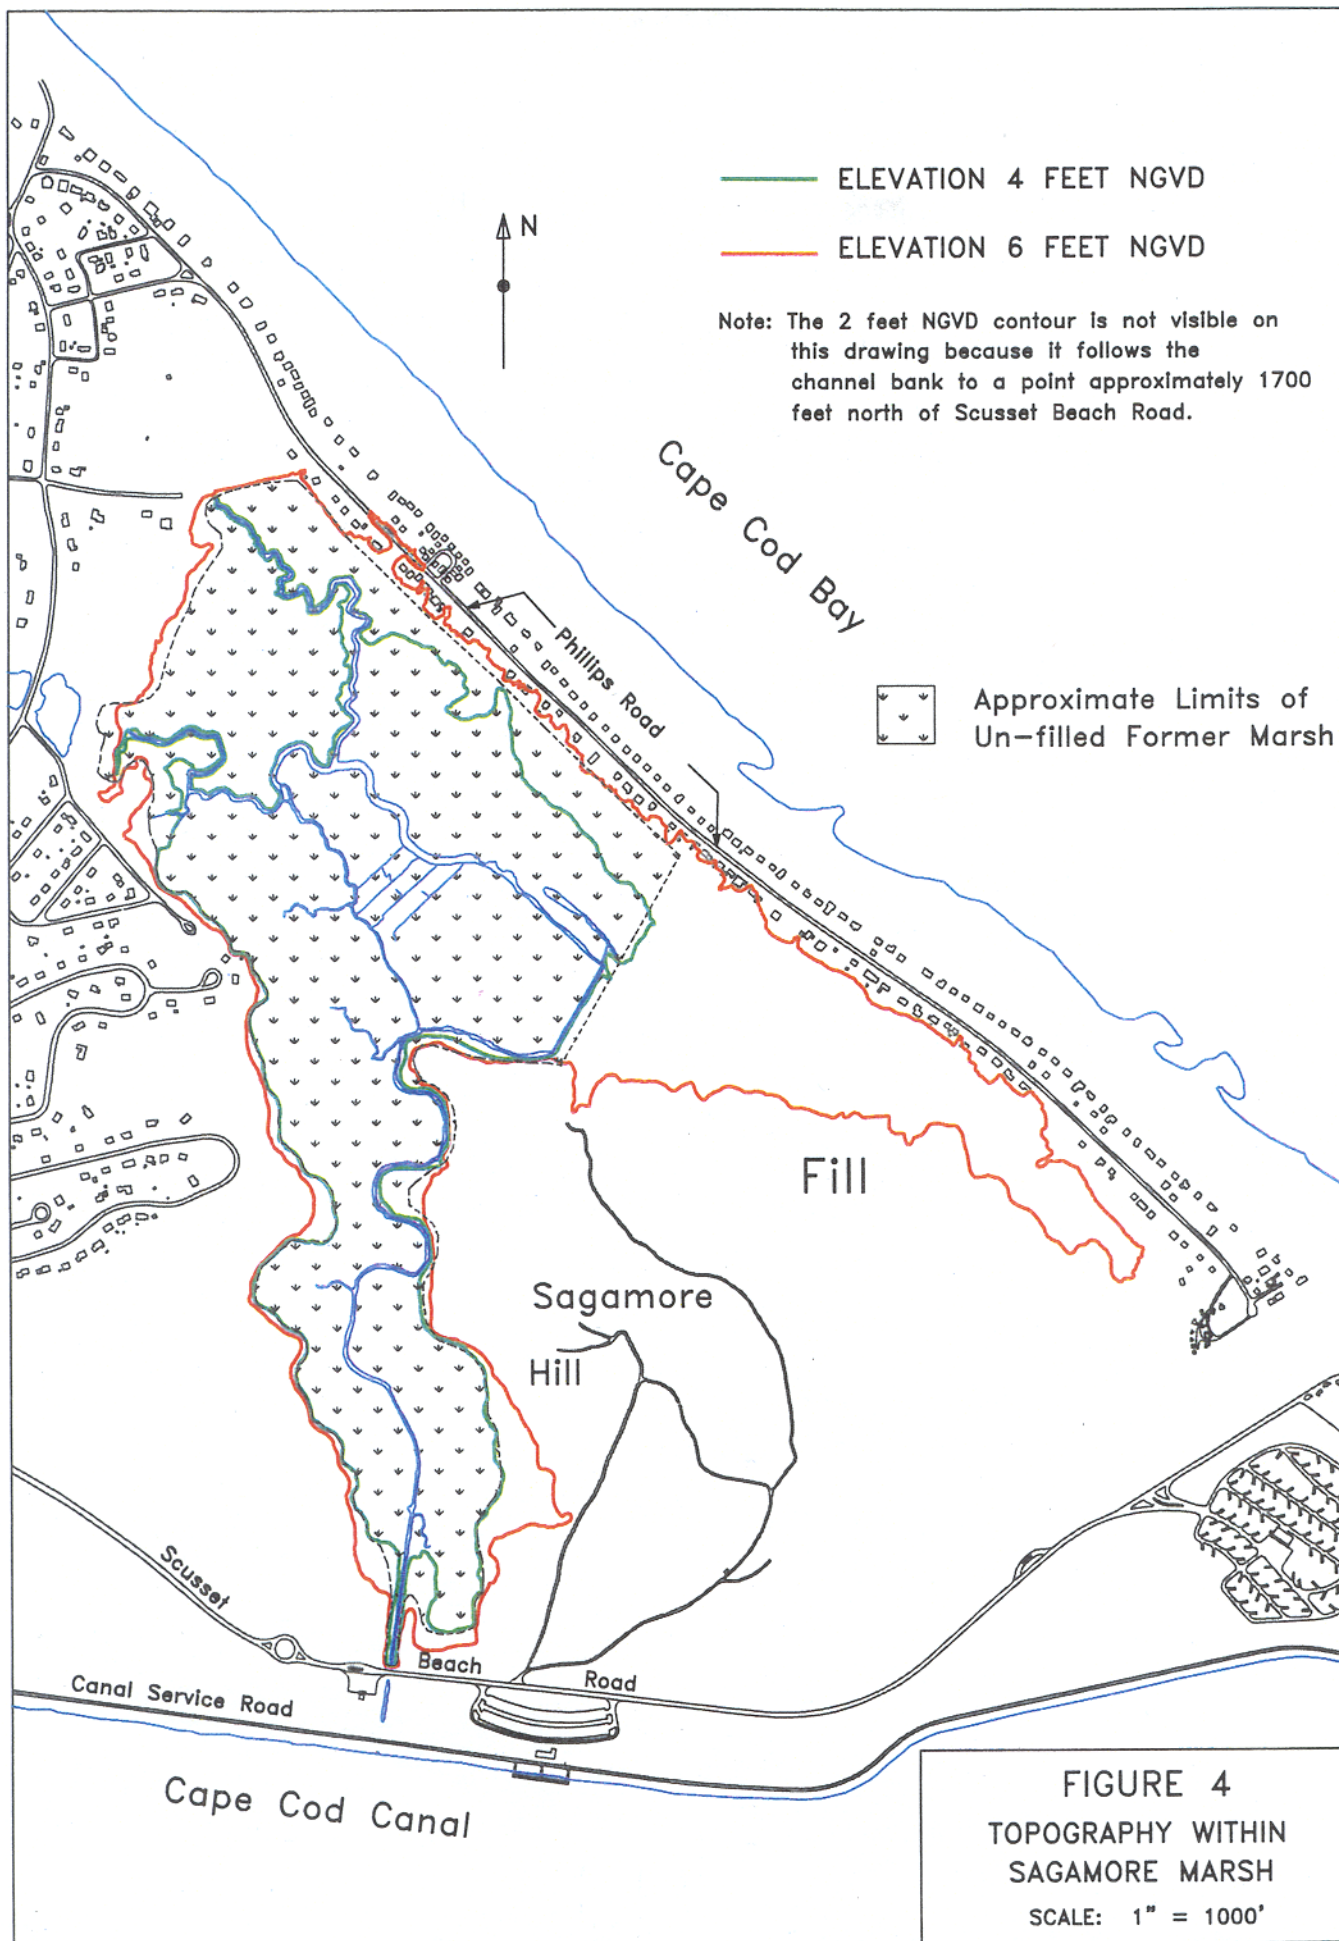 ELEVATION 4 FEET NGVD
N
ELEVATION 6 FEET NGVD
Note: The 2 feet NGVD contour is not visible on
this drawing because it follows the
channel bank to a point approximately 1700
feet north of Scusset Beach Road.
Cape Cod Bay
Phillips Road
Approximate Limits of
Un-filled Former Marsh
Fill
Sagamore
Hill
Scusset
Beach
Road
Canal Service Road
Cape Cod Canal
FIGURE 4
TOPOGRAPHY WITHIN
SAGAMORE MARSH
SCALE: 1" = 1000'